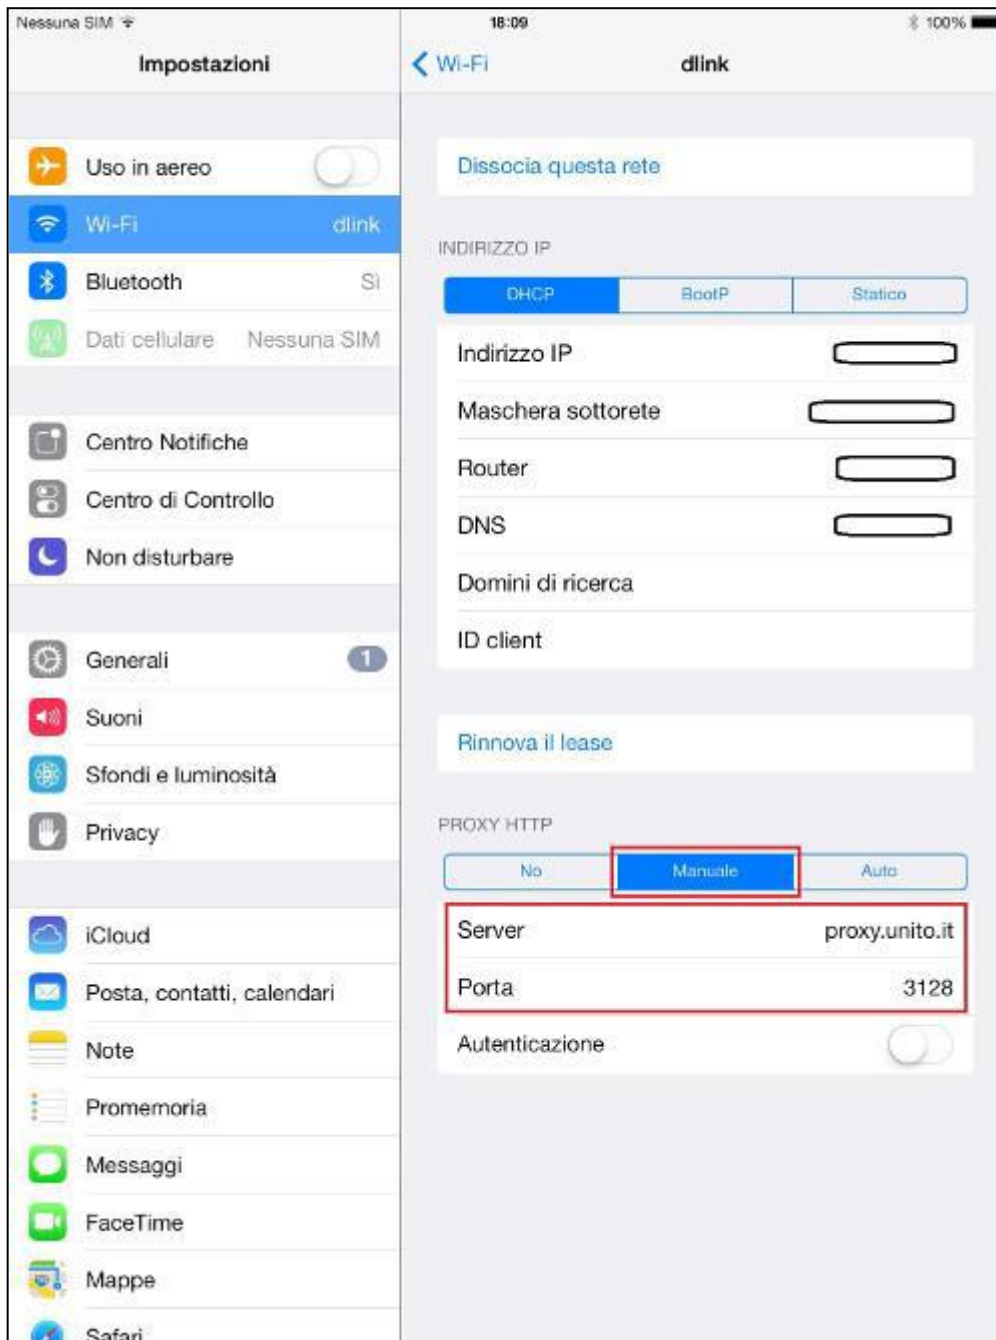 Nessuna SIM 18:09 100%
Impostazioni
Wi-Fi dlink
Uso in aereo
Wi-Fi dlink
Bluetooth Sì
Dati cellulare Nessuna SIM
Centro Notifiche
Centro di Controllo
Non disturbare
Generali 1
Suoni
Sfondi e luminosità
Privacy
iCloud
Posta, contatti, calendari
Note
Promemoria
Messaggi
FaceTime
Mappe
Safari
Dissocia questa rete
INDIRIZZO IP
DHCP BootP Statico
Indirizzo IP
Maschera sottorete
Router
DNS
Domini di ricerca
ID client
Rinnova il lease
PROXY HTTP
No Manuale Auto
Server proxy.unito.it
Porta 3128
Autenticazione